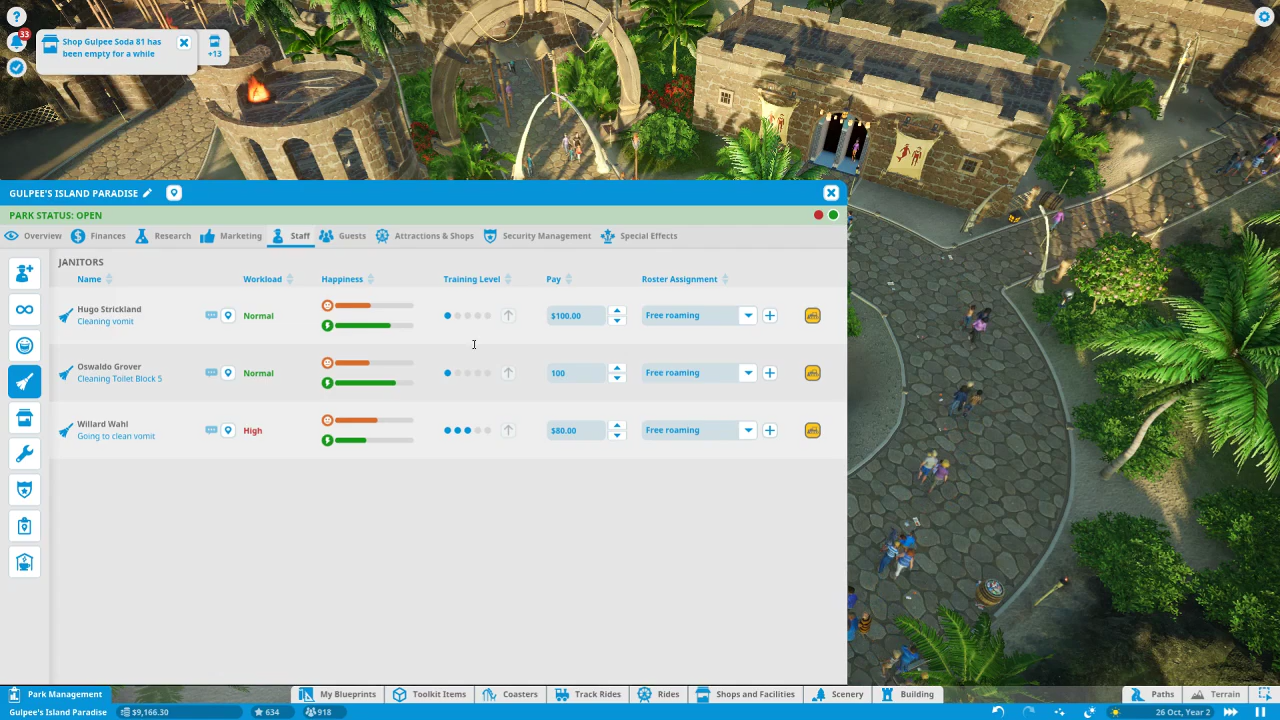 33
Shop Gulpee Soda 81 has
been empty for a while
+13
GULPEE'S ISLAND PARADISE
PARK STATUS: OPEN
Overview Finances Research Marketing Staff Guests Attractions & Shops Security Management Special Effects
JANITORS
Name Workload Happiness Training Level Pay Roster Assignment
Hugo Strickland
Cleaning vomit
Normal $100.00 Free roaming
Oswaldo Grover
Cleaning Toilet Block 5
Normal 100 Free roaming
Willard Wahl
Going to clean vomit
High $80.00 Free roaming
Park Management My Blueprints Toolkit Items Coasters Track Rides Rides Shops and Facilities Scenery Building Paths Terrain
Gulpee's Island Paradise $9,166.30 634 918 26 Oct, Year 2